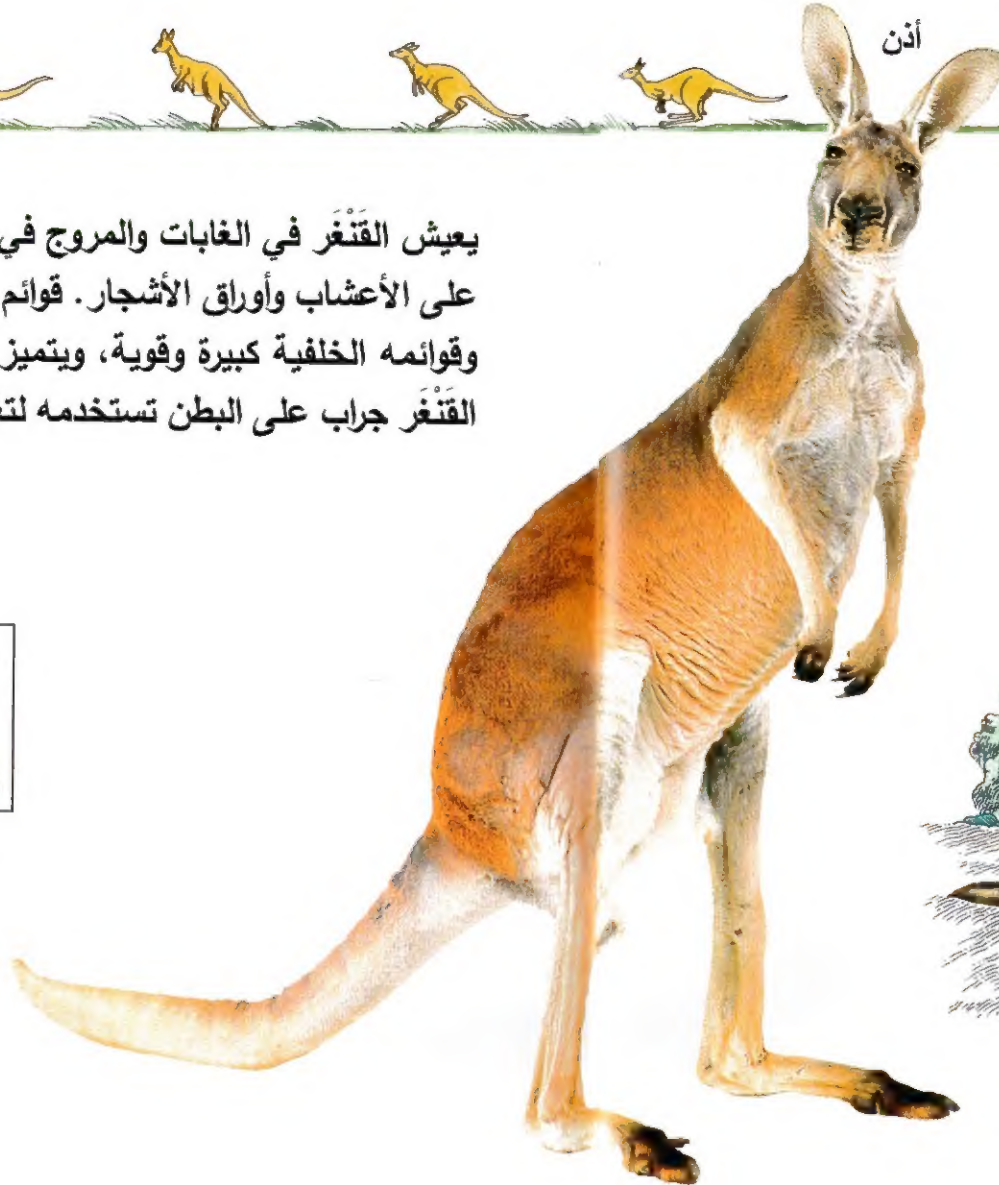 أذن
يعيش القَنْغَر في الغابات والمروج في
على الأعشاب وأوراق الأشجار. قوائم
وقوائمه الخلفية كبيرة وقوية، ويتميز
القَنْغَر جراب على البطن تستخدمه لتـ